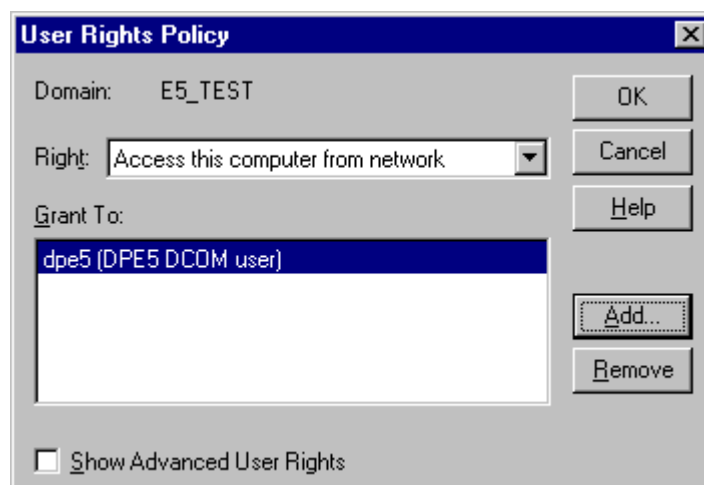 User Rights Policy
Domain: E5_TEST
OK
Right: Access this computer from network
Cancel
Grant To:
Help
dpe5 (DPE5 DCOM user)
Add...
Remove
Show Advanced User Rights